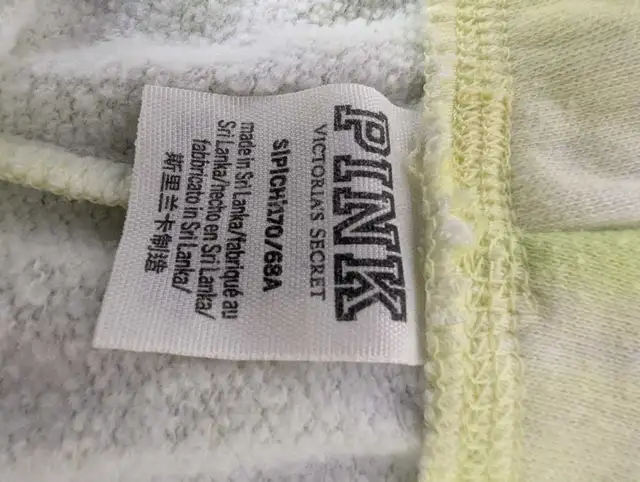 PINK
VICTORIA'S SECRET
S|P|CH:170/68A
made in Sri Lanka/fabriqué au
Sri Lanka/hecho en Sri Lanka/
fabricato in Sri Lanka/
斯里兰卡制造